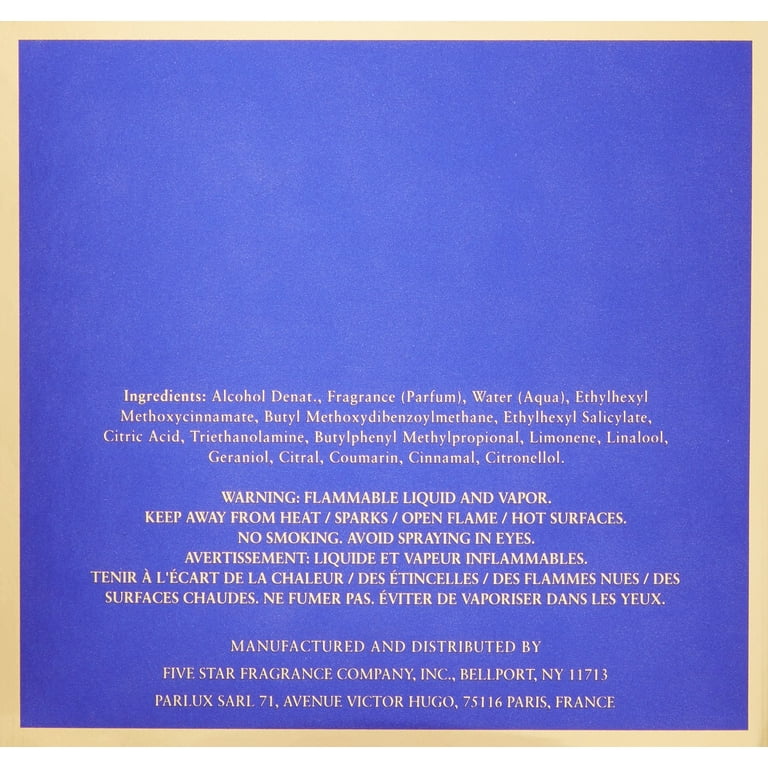 Ingredients: Alcohol Denat., Fragrance (Parfum), Water (Aqua), Ethylhexyl
Methoxycinnamate, Butyl Methoxydibenzoylmethane, Ethylhexyl Salicylate,
Citric Acid, Triethanolamine, Butylphenyl Methylpropional, Limonene, Linalool,
Geraniol, Citral, Coumarin, Cinnamal, Citronellol.
WARNING: FLAMMABLE LIQUID AND VAPOR.
KEEP AWAY FROM HEAT / SPARKS / OPEN FLAME / HOT SURFACES.
NO SMOKING. AVOID SPRAYING IN EYES.
AVERTISSEMENT: LIQUIDE ET VAPEUR INFLAMMABLES.
TENIR À L'ÉCART DE LA CHALEUR / DES ÉTINCELLES / DES FLAMMES NUES / DES
SURFACES CHAUDES. NE FUMER PAS. ÉVITER DE VAPORISER DANS LES YEUX.
MANUFACTURED AND DISTRIBUTED BY
FIVE STAR FRAGRANCE COMPANY, INC., BELLPORT, NY 11713
PARLUX SARL 71, AVENUE VICTOR HUGO, 75116 PARIS, FRANCE